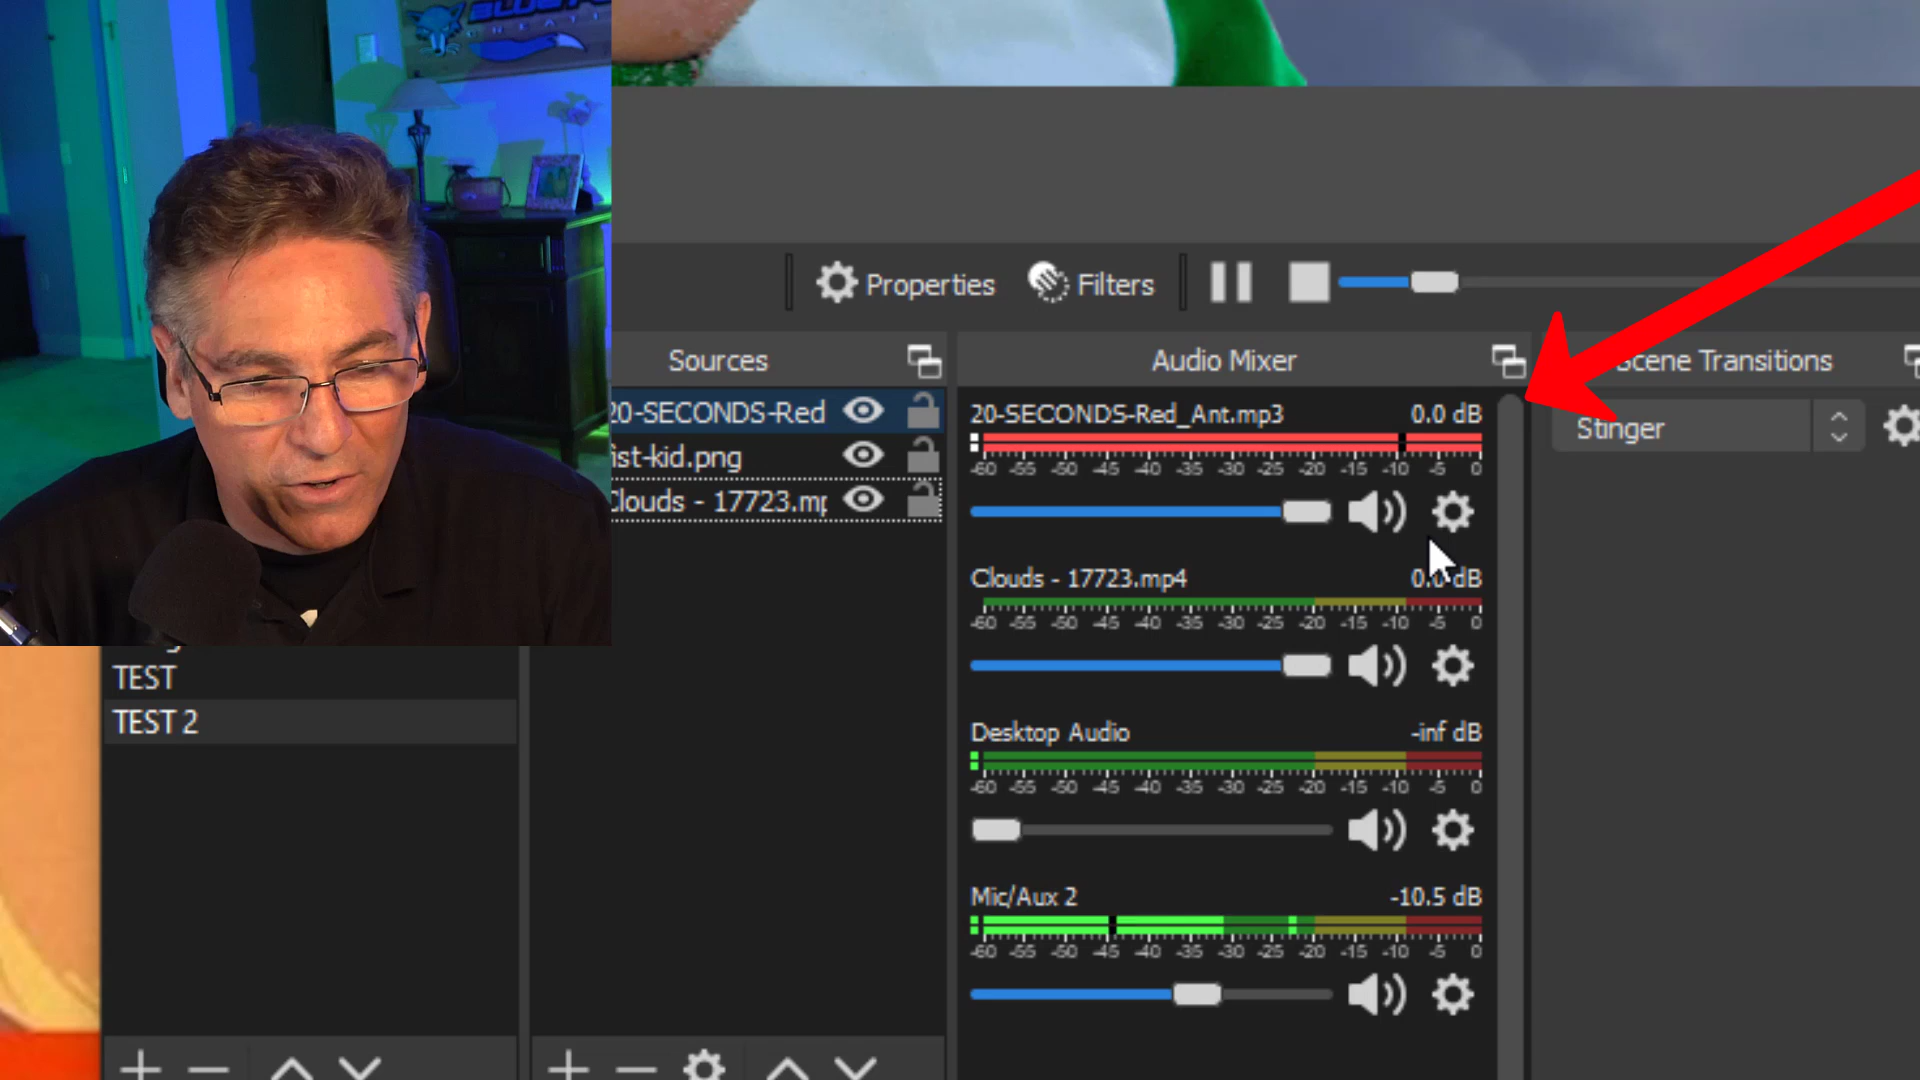 Properties
Filters
Sources
Audio Mixer
Scene Transitions
20-SECONDS-Red
20-SECONDS-Red_Ant.mp3
0.0 dB
-60 -55 -50 -45 -40 -35 -30 -25 -20 -15 -10 -5 0
Stinger
ist-kid.png
Clouds - 17723.mp
Clouds - 17723.mp4
0.0 dB
-60 -55 -50 -45 -40 -35 -30 -25 -20 -15 -10 -5 0
TEST
TEST 2
Desktop Audio
-inf dB
-60 -55 -50 -45 -40 -35 -30 -25 -20 -15 -10 -5 0
Mic/Aux 2
-10.5 dB
-60 -55 -50 -45 -40 -35 -30 -25 -20 -15 -10 -5 0